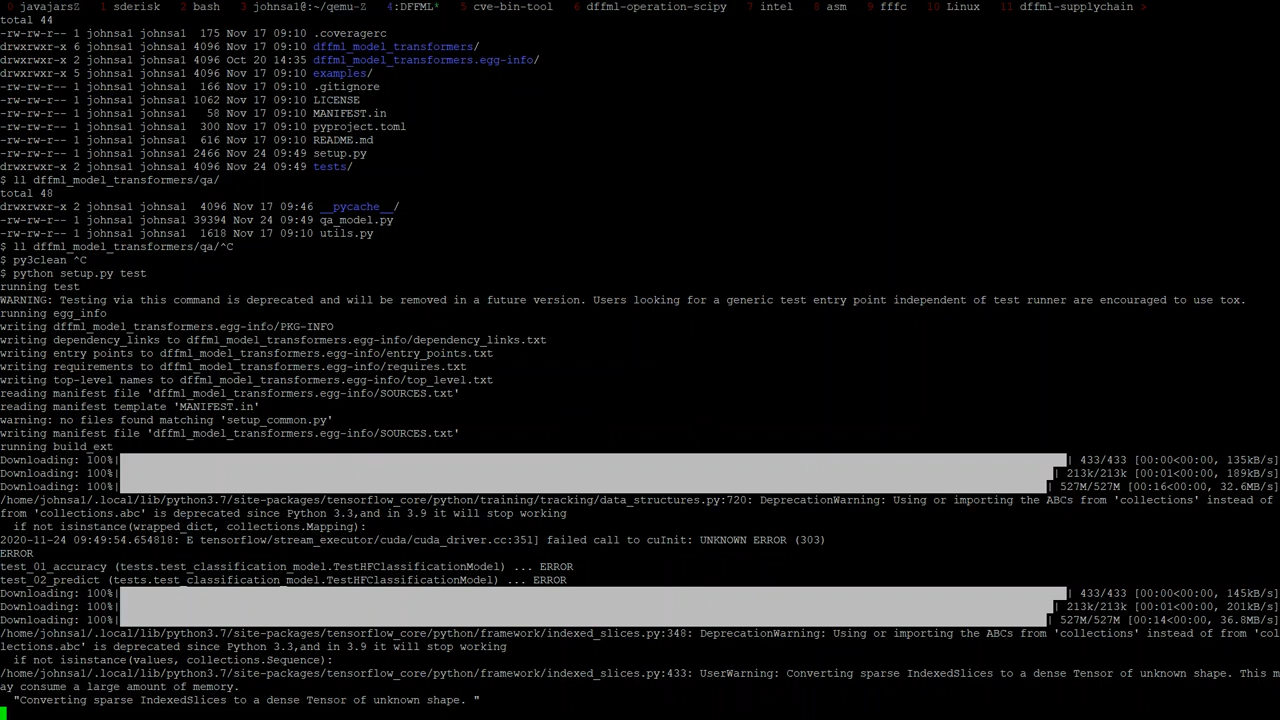 0 javajarsZ  1 sderisk  2 bash  3 johnsal@:~/qemu-Z  4:DFFML*  5 cve-bin-tool  6 dffml-operation-scipy  7 intel  8 asm  9 fffc  10 Linux  11 dffml-supplychain >
total 44
-rw-rw-r-- 1 johnsa1 johnsa1  175 Nov 17 09:10 .coveragerc
drwxrwxr-x 6 johnsa1 johnsa1 4096 Nov 17 09:10 dffml_model_transformers/
drwxrwxr-x 2 johnsa1 johnsa1 4096 Oct 20 14:35 dffml_model_transformers.egg-info/
drwxrwxr-x 5 johnsa1 johnsa1 4096 Nov 17 09:10 examples/
-rw-rw-r-- 1 johnsa1 johnsa1  166 Nov 17 09:10 .gitignore
-rw-rw-r-- 1 johnsa1 johnsa1 1062 Nov 17 09:10 LICENSE
-rw-rw-r-- 1 johnsa1 johnsa1   58 Nov 17 09:10 MANIFEST.in
-rw-rw-r-- 1 johnsa1 johnsa1  300 Nov 17 09:10 pyproject.toml
-rw-rw-r-- 1 johnsa1 johnsa1  616 Nov 17 09:10 README.md
-rw-rw-r-- 1 johnsa1 johnsa1 2466 Nov 24 09:49 setup.py
drwxrwxr-x 2 johnsa1 johnsa1 4096 Nov 24 09:49 tests/
$ ll dffml_model_transformers/qa/
total 48
drwxrwxr-x 2 johnsa1 johnsa1  4096 Nov 17 09:46 __pycache__/
-rw-rw-r-- 1 johnsa1 johnsa1 39394 Nov 24 09:49 qa_model.py
-rw-rw-r-- 1 johnsa1 johnsa1  1618 Nov 17 09:10 utils.py
$ ll dffml_model_transformers/qa/^C
$ py3clean ^C
$ python setup.py test
running test
WARNING: Testing via this command is deprecated and will be removed in a future version. Users looking for a generic test entry point independent of test runner are encouraged to use tox.
running egg_info
writing dffml_model_transformers.egg-info/PKG-INFO
writing dependency_links to dffml_model_transformers.egg-info/dependency_links.txt
writing entry points to dffml_model_transformers.egg-info/entry_points.txt
writing requirements to dffml_model_transformers.egg-info/requires.txt
writing top-level names to dffml_model_transformers.egg-info/top_level.txt
reading manifest file 'dffml_model_transformers.egg-info/SOURCES.txt'
reading manifest template 'MANIFEST.in'
warning: no files found matching 'setup_common.py'
writing manifest file 'dffml_model_transformers.egg-info/SOURCES.txt'
running build_ext
Downloading: 100%| | 433/433 [00:00<00:00, 135kB/s]
Downloading: 100%| | 213k/213k [00:01<00:00, 189kB/s]
Downloading: 100%| | 527M/527M [00:16<00:00, 32.6MB/s]
/home/johnsa1/.local/lib/python3.7/site-packages/tensorflow_core/python/training/tracking/data_structures.py:720: DeprecationWarning: Using or importing the ABCs from 'collections' instead of
from 'collections.abc' is deprecated since Python 3.3,and in 3.9 it will stop working
  if not isinstance(wrapped_dict, collections.Mapping):
2020-11-24 09:49:54.654818: E tensorflow/stream_executor/cuda/cuda_driver.cc:351] failed call to cuInit: UNKNOWN ERROR (303)
ERROR
test_01_accuracy (tests.test_classification_model.TestHFClassificationModel) ... ERROR
test_02_predict (tests.test_classification_model.TestHFClassificationModel) ... ERROR
Downloading: 100%| | 433/433 [00:00<00:00, 145kB/s]
Downloading: 100%| | 213k/213k [00:01<00:00, 201kB/s]
Downloading: 100%| | 527M/527M [00:14<00:00, 36.8MB/s]
/home/johnsa1/.local/lib/python3.7/site-packages/tensorflow_core/python/framework/indexed_slices.py:348: DeprecationWarning: Using or importing the ABCs from 'collections' instead of from 'col
lections.abc' is deprecated since Python 3.3,and in 3.9 it will stop working
  if not isinstance(values, collections.Sequence):
/home/johnsa1/.local/lib/python3.7/site-packages/tensorflow_core/python/framework/indexed_slices.py:433: UserWarning: Converting sparse IndexedSlices to a dense Tensor of unknown shape. This m
ay consume a large amount of memory.
  "Converting sparse IndexedSlices to a dense Tensor of unknown shape. "